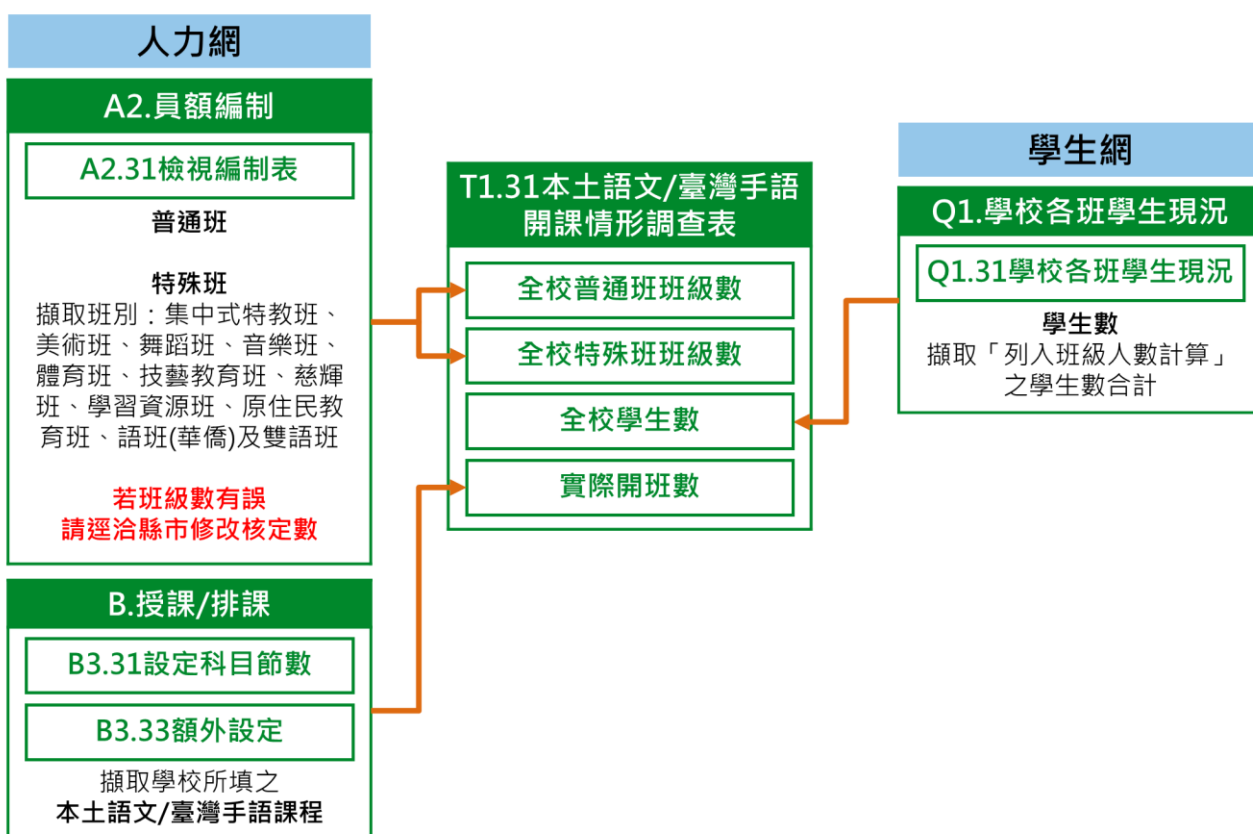 人力網
A2.員額編制
A2.31檢視編制表
普通班
特殊班
擷取班別：集中式特教班、
美術班、舞蹈班、音樂班、
體育班、技藝教育班、慈輝
班、學習資源班、原住民教
育班、語班(華僑)及雙語班
若班級數有誤
請逕洽縣市修改核定數
B.授課/排課
B3.31設定科目節數
B3.33額外設定
擷取學校所填之
本土語文/臺灣手語課程
T1.31本土語文/臺灣手語
開課情形調查表
全校普通班班級數
全校特殊班班級數
全校學生數
實際開班數
學生網
Q1.學校各班學生現況
Q1.31學校各班學生現況
學生數
擷取「列入班級人數計算」
之學生數合計